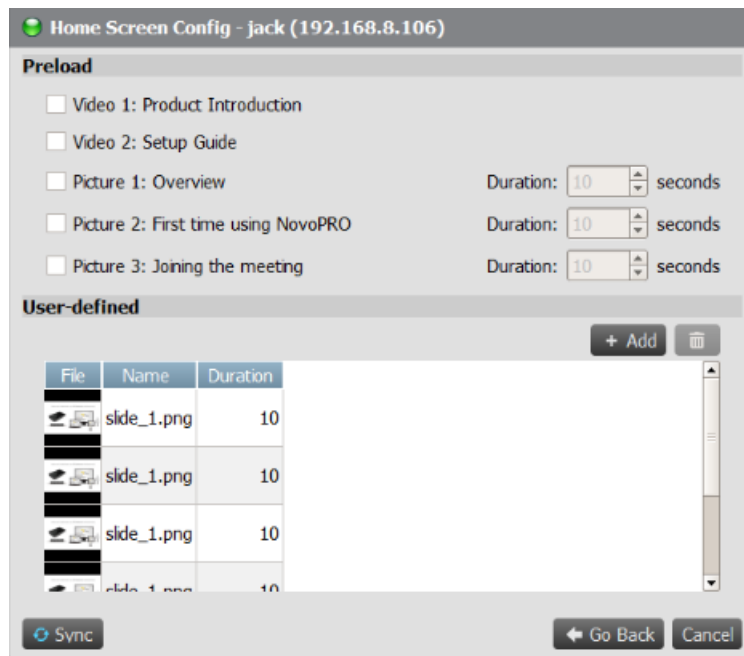 Home Screen Config - jack (192.168.8.106)
Preload
Video 1: Product Introduction
Video 2: Setup Guide
Picture 1: Overview Duration: 10 seconds
Picture 2: First time using NovoPRO Duration: 10 seconds
Picture 3: Joining the meeting Duration: 10 seconds
User-defined
+ Add
File Name Duration
slide_1.png 10
slide_1.png 10
slide_1.png 10
slide_1.png 10
Sync Go Back Cancel